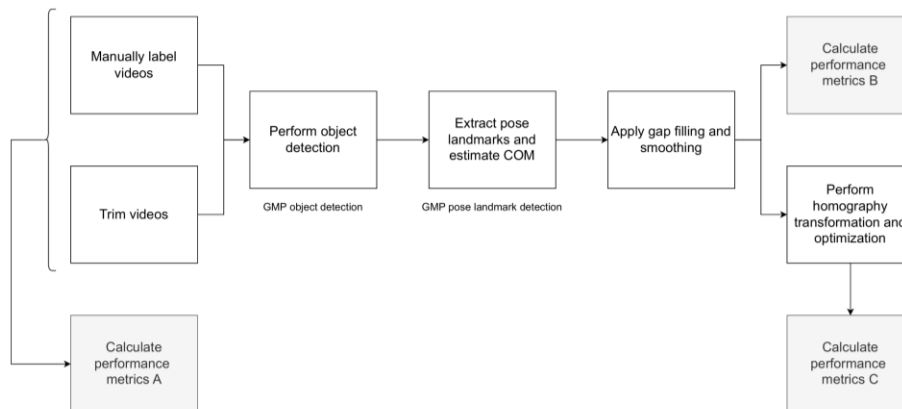 Manually label
videos
Trim videos
Calculate
performance
metrics A
Perform object
detection
GMP object detection
Extract pose
landmarks and
estimate COM
GMP pose landmark detection
Apply gap filling and
smoothing
Calculate
performance
metrics B
Perform
homography
transformation and
optimization
Calculate
performance
metrics C